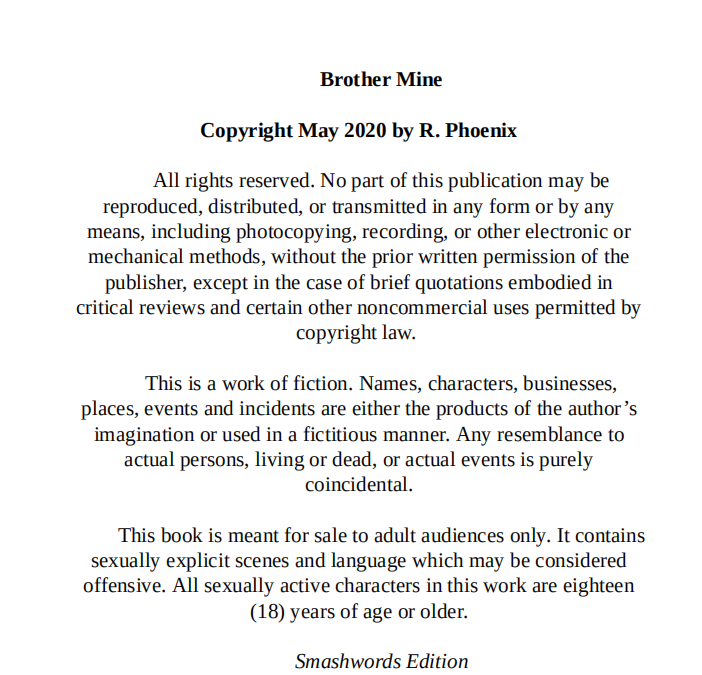 Brother Mine
Copyright May 2020 by R. Phoenix
All rights reserved. No part of this publication may be
reproduced, distributed, or transmitted in any form or by any
means, including photocopying, recording, or other electronic or
mechanical methods, without the prior written permission of the
publisher, except in the case of brief quotations embodied in
critical reviews and certain other noncommercial uses permitted by
copyright law.
This is a work of fiction. Names, characters, businesses,
places, events and incidents are either the products of the author’s
imagination or used in a fictitious manner. Any resemblance to
actual persons, living or dead, or actual events is purely
coincidental.
This book is meant for sale to adult audiences only. It contains
sexually explicit scenes and language which may be considered
offensive. All sexually active characters in this work are eighteen
(18) years of age or older.
Smashwords Edition